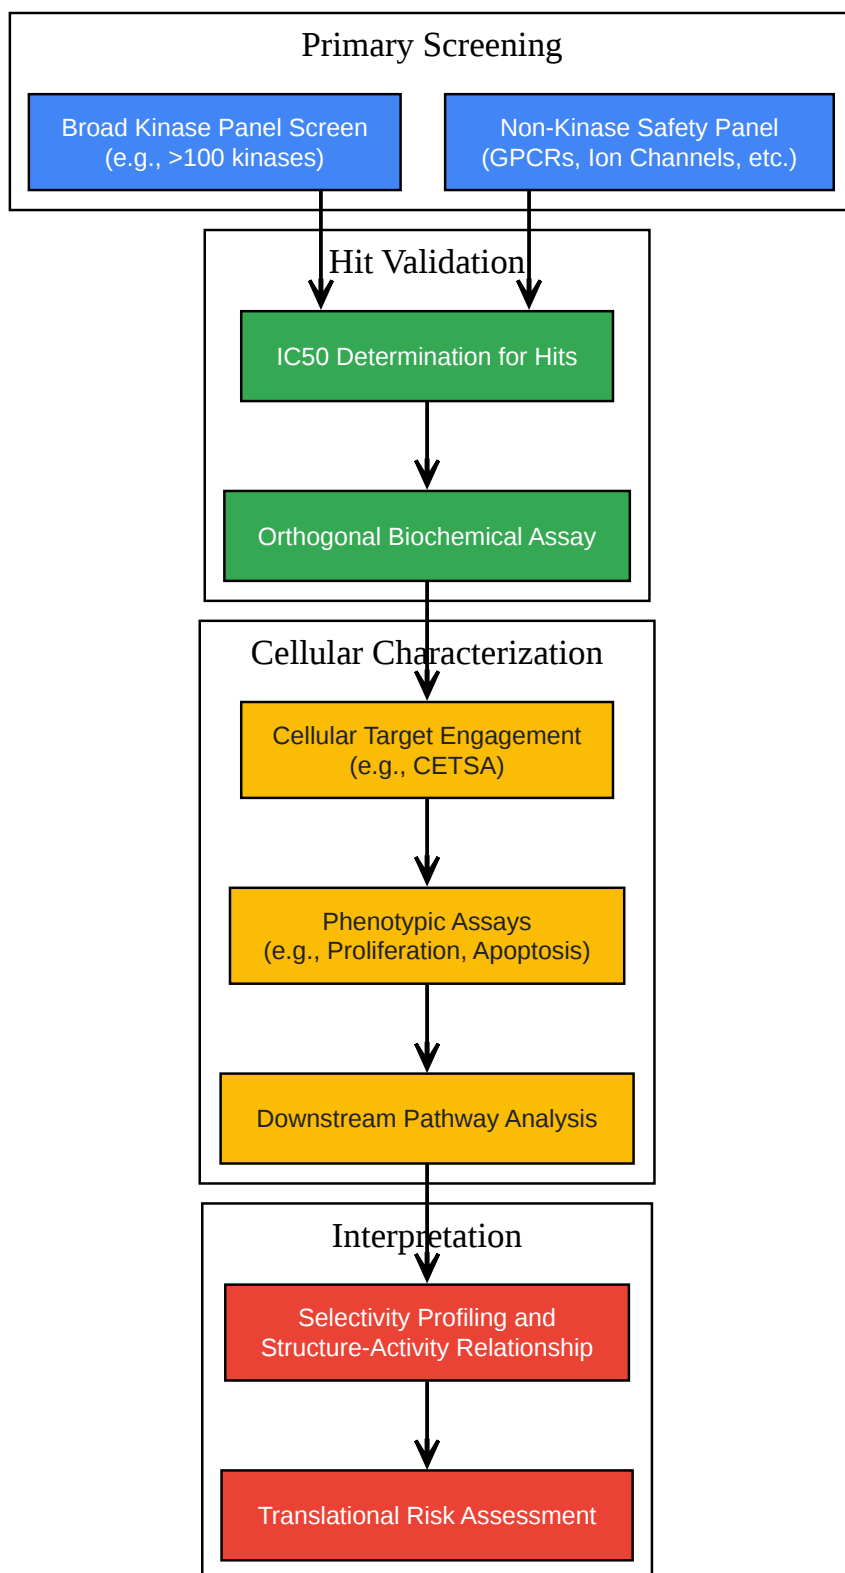 Primary Screening
Broad Kinase Panel Screen
(e.g., >100 kinases)
Non-Kinase Safety Panel
(GPCRs, Ion Channels, etc.)
Hit Validation
IC50 Determination for Hits
Orthogonal Biochemical Assay
Cellular Characterization
Cellular Target Engagement
(e.g., CETSA)
Phenotypic Assays
(e.g., Proliferation, Apoptosis)
Downstream Pathway Analysis
Interpretation
Selectivity Profiling and
Structure-Activity Relationship
Translational Risk Assessment